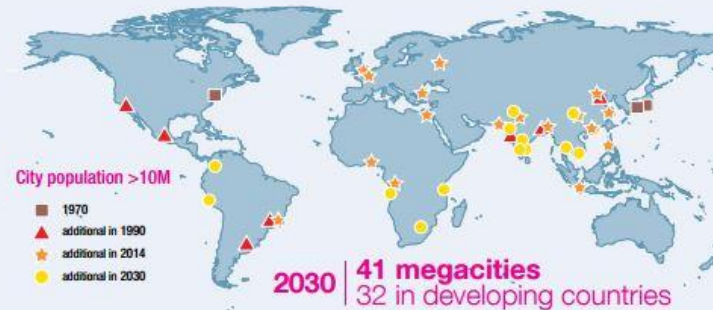 City population >10M
1970
additional in 1990
additional in 2014
additional in 2030
2030 | 41 megacities
32 in developing countries